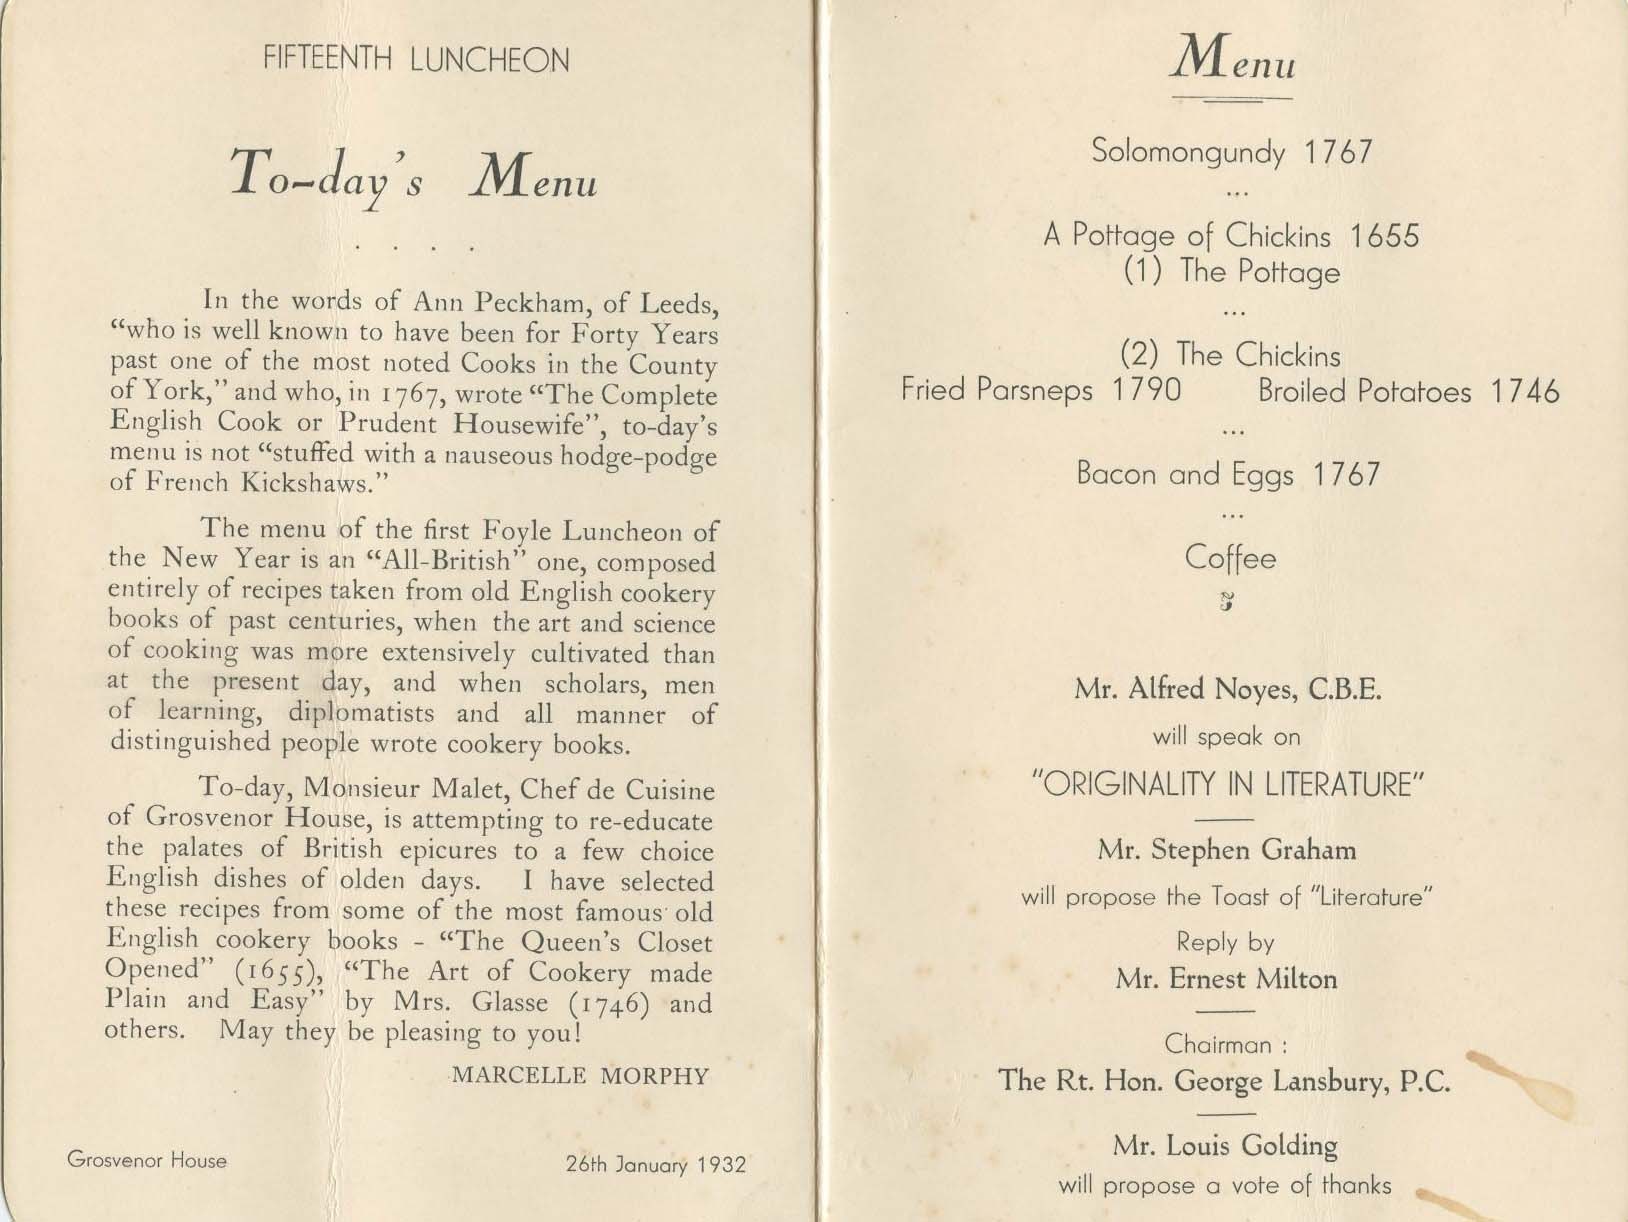 FIFTEENTH LUNCHEON
To-day's Menu
. . . .
In the words of Ann Peckham, of Leeds,
“who is well known to have been for Forty Years
past one of the most noted Cooks in the County
of York,” and who, in 1767, wrote “The Complete
English Cook or Prudent Housewife”, to-day's
menu is not “stuffed with a nauseous hodge-podge
of French Kickshaws.”
The menu of the first Foyle Luncheon of
the New Year is an “All-British” one, composed
entirely of recipes taken from old English cookery
books of past centuries, when the art and science
of cooking was more extensively cultivated than
at the present day, and when scholars, men
of learning, diplomatists and all manner of
distinguished people wrote cookery books.
To-day, Monsieur Malet, Chef de Cuisine
of Grosvenor House, is attempting to re-educate
the palates of British epicures to a few choice
English dishes of olden days. I have selected
these recipes from some of the most famous old
English cookery books - “The Queen's Closet
Opened” (1655), “The Art of Cookery made
Plain and Easy” by Mrs. Glasse (1746) and
others. May they be pleasing to you!
MARCELLE MORPHY
Grosvenor House 26th January 1932
Menu
Solomongundy 1767
...
A Pottage of Chickins 1655
(1) The Pottage
...
(2) The Chickins
Fried Parsneps 1790 Broiled Potatoes 1746
...
Bacon and Eggs 1767
...
Coffee
Mr. Alfred Noyes, C.B.E.
will speak on
"ORIGINALITY IN LITERATURE"
Mr. Stephen Graham
will propose the Toast of "Literature"
Reply by
Mr. Ernest Milton
Chairman :
The Rt. Hon. George Lansbury, P.C.
Mr. Louis Golding
will propose a vote of thanks